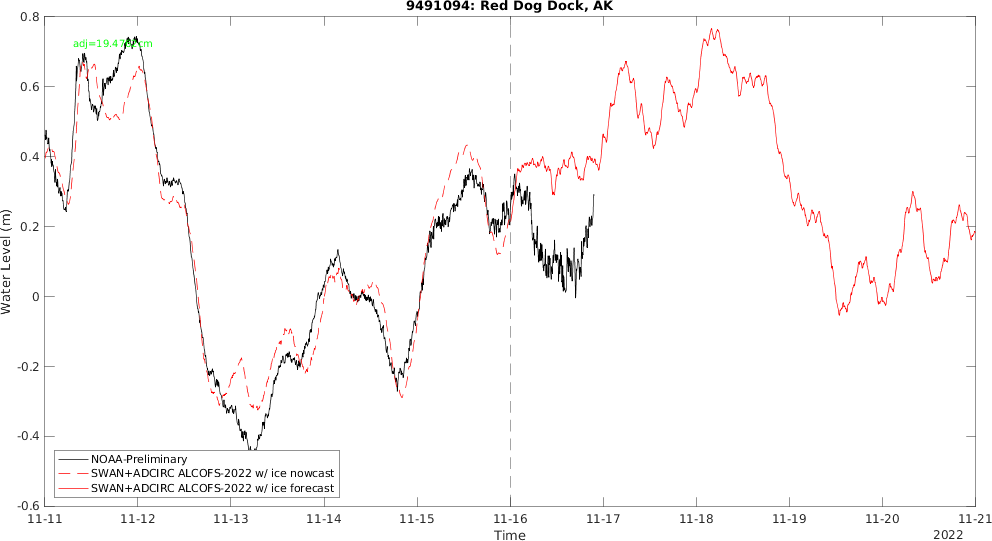 9491094: Red Dog Dock, AK
0.8
adj=19.4792cm
0.6
0.4
0.2
0
-0.2
-0.4
-0.6
Water Level (m)
NOAA-Preliminary
SWAN+ADCIRC ALCOFS-2022 w/ ice nowcast
SWAN+ADCIRC ALCOFS-2022 w/ ice forecast
11-11 11-12 11-13 11-14 11-15 11-16 11-17 11-18 11-19 11-20 11-21
Time
2022